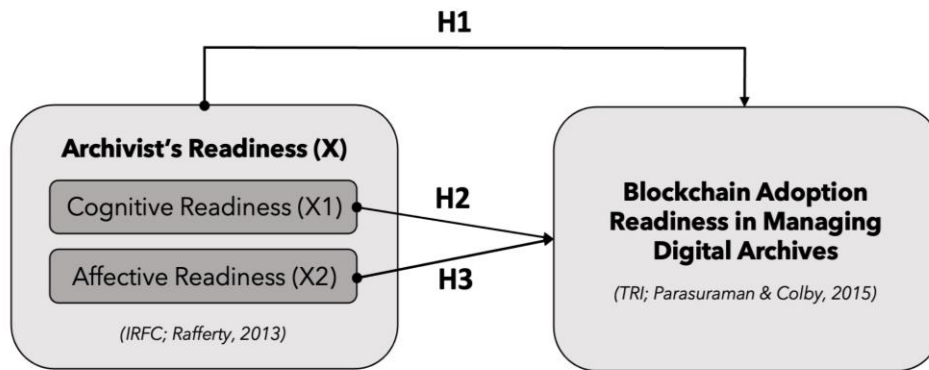 H1
Archivist's Readiness (X)
Cognitive Readiness (X1)
Affective Readiness (X2)
(IRFC; Rafferty, 2013)
H2
H3
Blockchain Adoption
Readiness in Managing
Digital Archives
(TRI; Parasuraman & Colby, 2015)